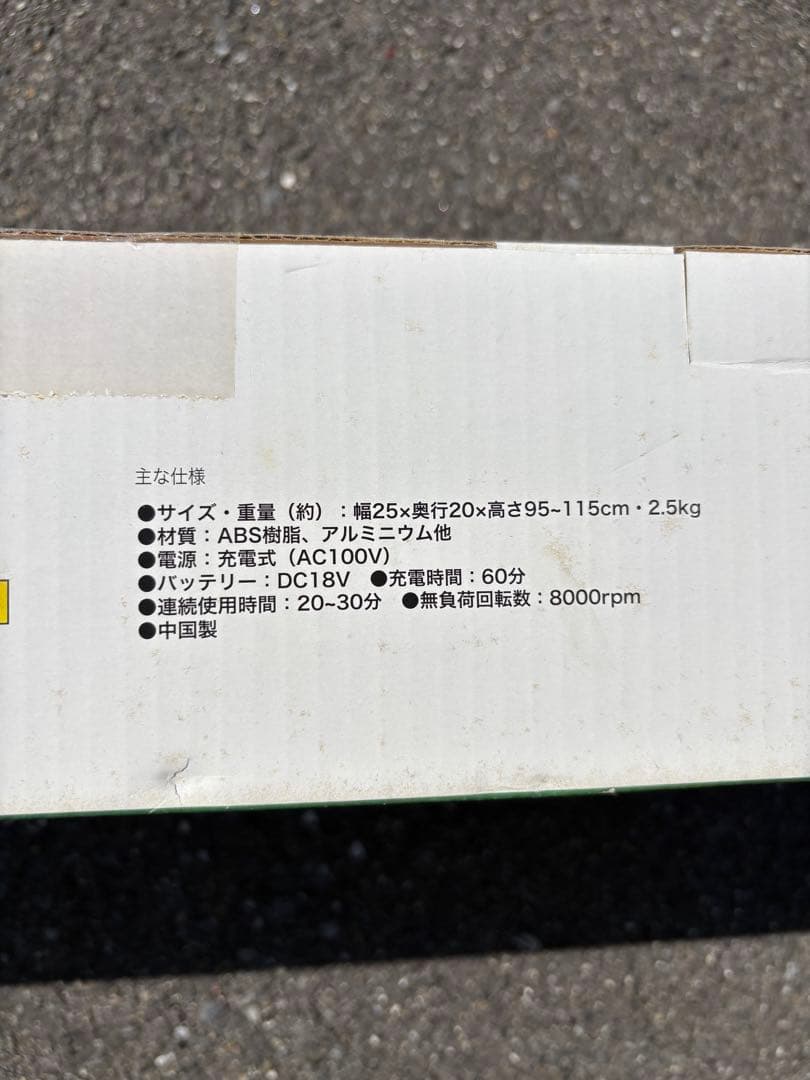 主な仕様
●サイズ・重量（約）：幅25×奥行20×高さ95~115cm・2.5kg
●材質：ABS樹脂、アルミニウム他
●電源：充電式（AC100V）
●バッテリー：DC18V　●充電時間：60分
●連続使用時間：20~30分　●無負荷回転数：8000rpm
●中国製